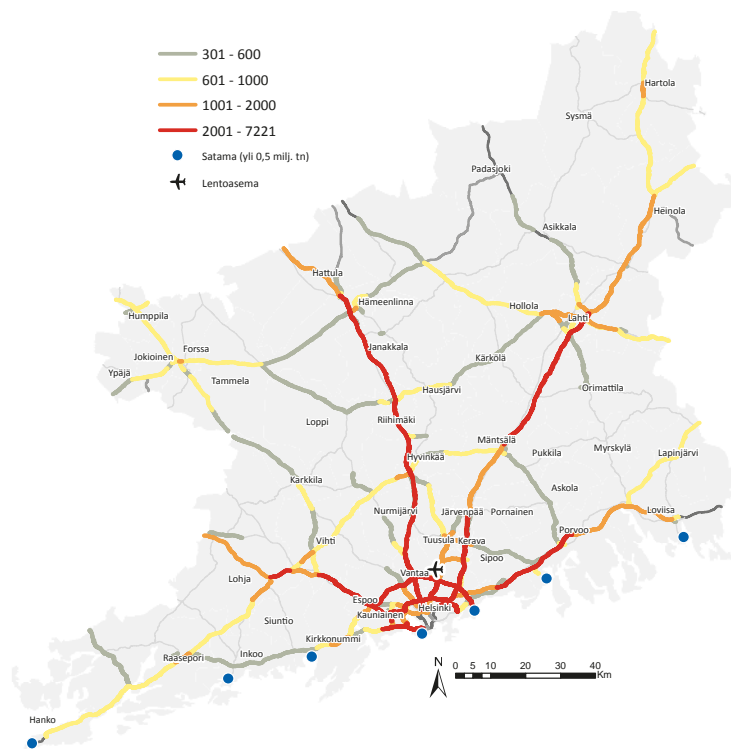 301 - 600
601 - 1000
1001 - 2000
2001 - 7221
Satama (yli 0,5 milj. tn)
Lentoasema
Hartola
Sysmä
Padasjoki
Heinola
Asikkala
Hattula
Hämeenlinna
Hollola
Lahti
Humppila
Janakkala
Forssa
Jokioinen
Kärkölä
Ypäjä
Tammela
Hausjärvi
Orimattila
Loppi
Riihimäki
Mäntsälä
Pukkila
Myrskylä
Lapinjärvi
Hyvinkää
Karkkila
Askola
Nurmijärvi
Järvenpää
Pornainen
Loviisa
Porvoo
Vihti
Tuusula
Kerava
Sipoo
Vantaa
Lohja
Espoo
Helsinki
Kauniainen
Siuntio
Kirkkonummi
Inkoo
Raasepori
Hanko
N
0 5 10 20 30 40
Km